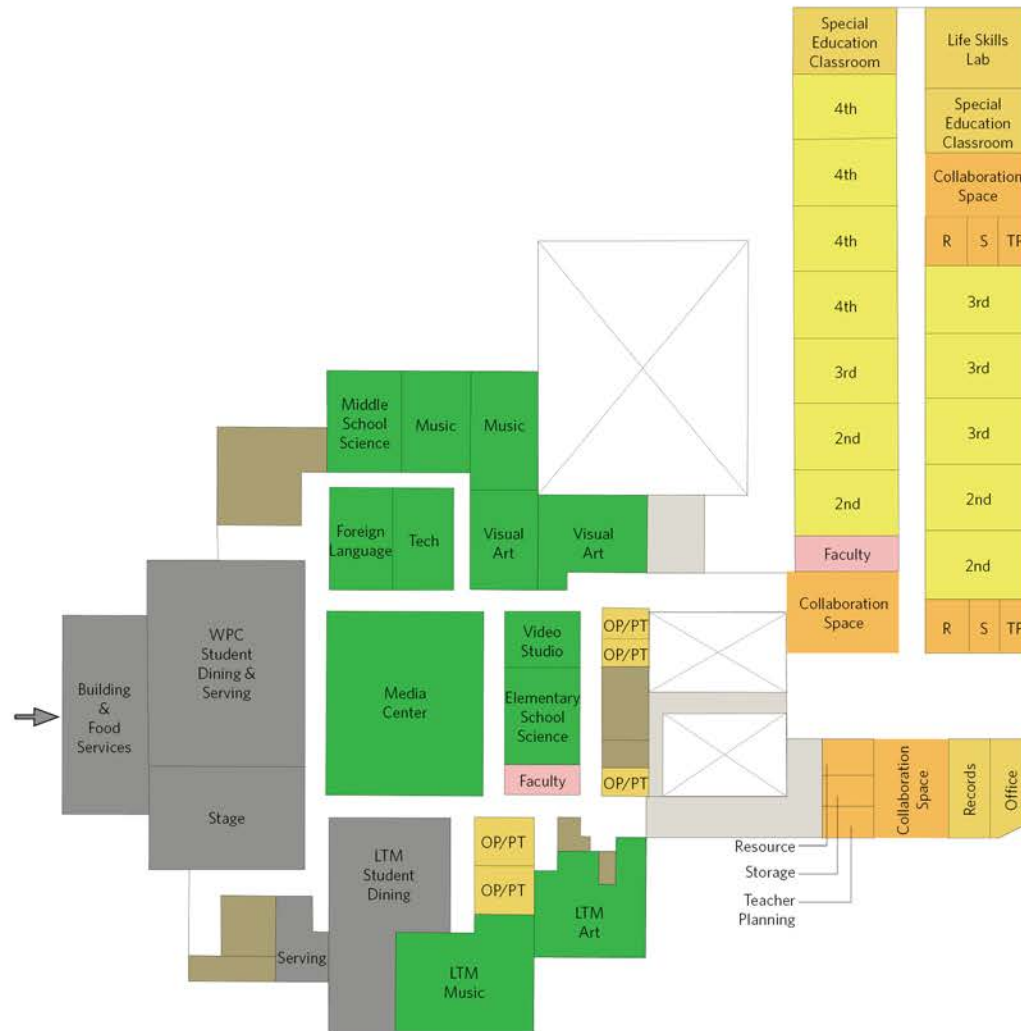 Special
Education
Classroom
4th
4th
4th
4th
3rd
2nd
2nd
Faculty
Collaboration
Space
Life Skills
Lab
Special
Education
Classroom
Collaboration
Space
R S TP
3rd
3rd
3rd
2nd
2nd
R S TP
Middle
School
Science
Music
Music
Foreign
Language
Tech
Visual
Art
Visual
Art
WPC
Student
Dining &
Serving
Building
&
Food
Services
Stage
Media
Center
Video
Studio
Elementary
School
Science
Faculty
OP/PT
OP/PT
OP/PT
Collaboration
Space
Records
Office
Resource
Storage
Teacher
Planning
LTM
Student
Dining
OP/PT
OP/PT
LTM
Art
Serving
LTM
Music